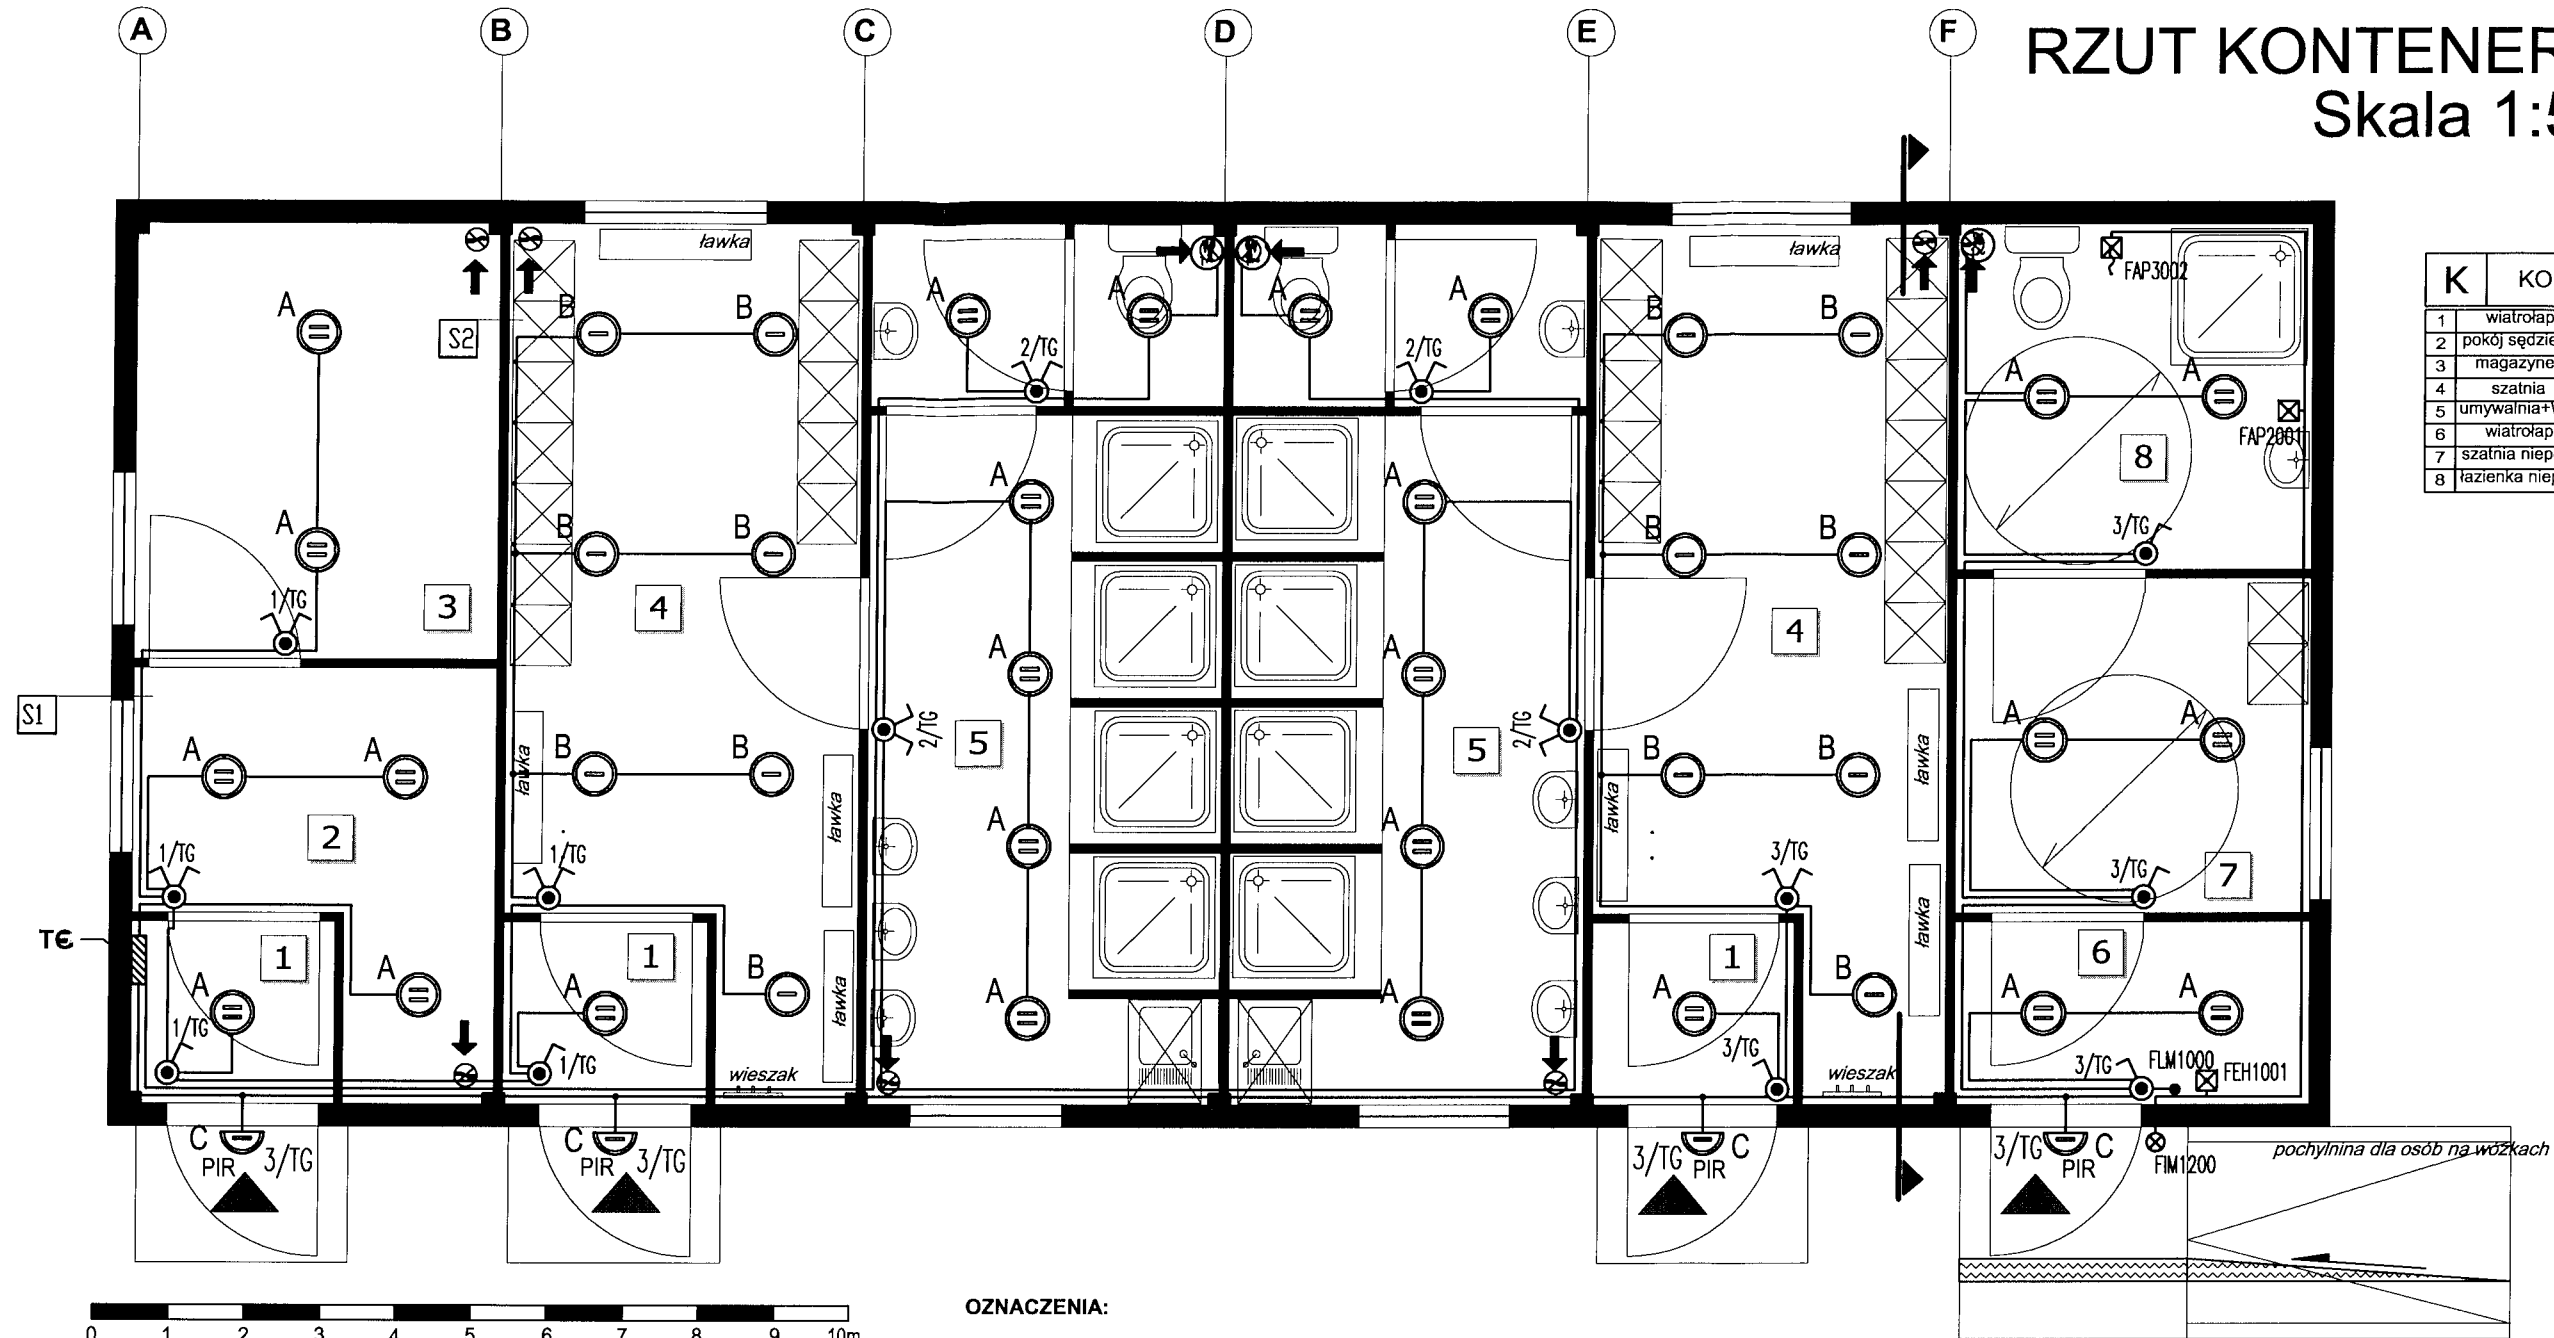 A B C D E F
RZUT KONTENER
Skala 1:5
K KO
1 wiatrołap
2 pokój sędzie
3 magazyne
4 szatnia
5 umywalnia+
6 wiatrołap
7 szatnia niep
8 łazienka nie
ławka
ławka
FAP3002
A
B
B
A
A
A
A
B
B
S2
2/TG
2/TG
A
A
FAP2001
8
A
A
A
B
B
B
B
3/TG
A
1/TG
3
4
4
A
A
A
A
S1
2/TG
5
5
2/TG
ławka
A
A
B
B
B
B
ławka
ławka
ławka
2
1/TG
1/TG
A
A
3/TG
3/TG
7
ławka
TE
1
1
1
6
A
A
A
B
ławka
A
A
A
B
A
A
1/TG
1/TG
wieszak
3/TG
wieszak
3/TG
FLM1000
FEH1001
C PIR 3/TG
C PIR 3/TG
3/TG PIR C
3/TG PIR C
FIM1200
pochylnina dla osób na wózkach
OZNACZENIA:
0 1 2 3 4 5 6 7 8 9 10m